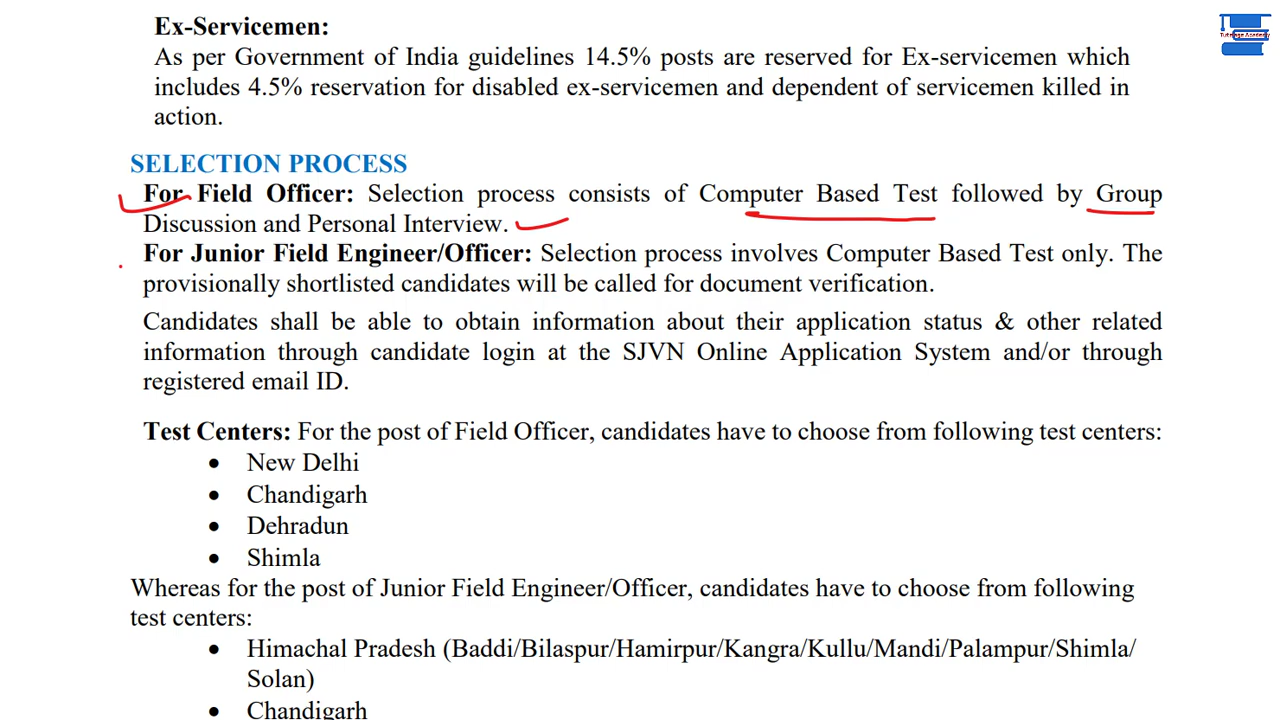 Ex-Servicemen:
As per Government of India guidelines 14.5% posts are reserved for Ex-servicemen which
includes 4.5% reservation for disabled ex-servicemen and dependent of servicemen killed in
action.
SELECTION PROCESS
For Field Officer: Selection process consists of Computer Based Test followed by Group
Discussion and Personal Interview.
For Junior Field Engineer/Officer: Selection process involves Computer Based Test only. The
provisionally shortlisted candidates will be called for document verification.
Candidates shall be able to obtain information about their application status & other related
information through candidate login at the SJVN Online Application System and/or through
registered email ID.
Test Centers: For the post of Field Officer, candidates have to choose from following test centers:
• New Delhi
• Chandigarh
• Dehradun
• Shimla
Whereas for the post of Junior Field Engineer/Officer, candidates have to choose from following
test centers:
• Himachal Pradesh (Baddi/Bilaspur/Hamirpur/Kangra/Kullu/Mandi/Palampur/Shimla/
Solan)
• Chandigarh